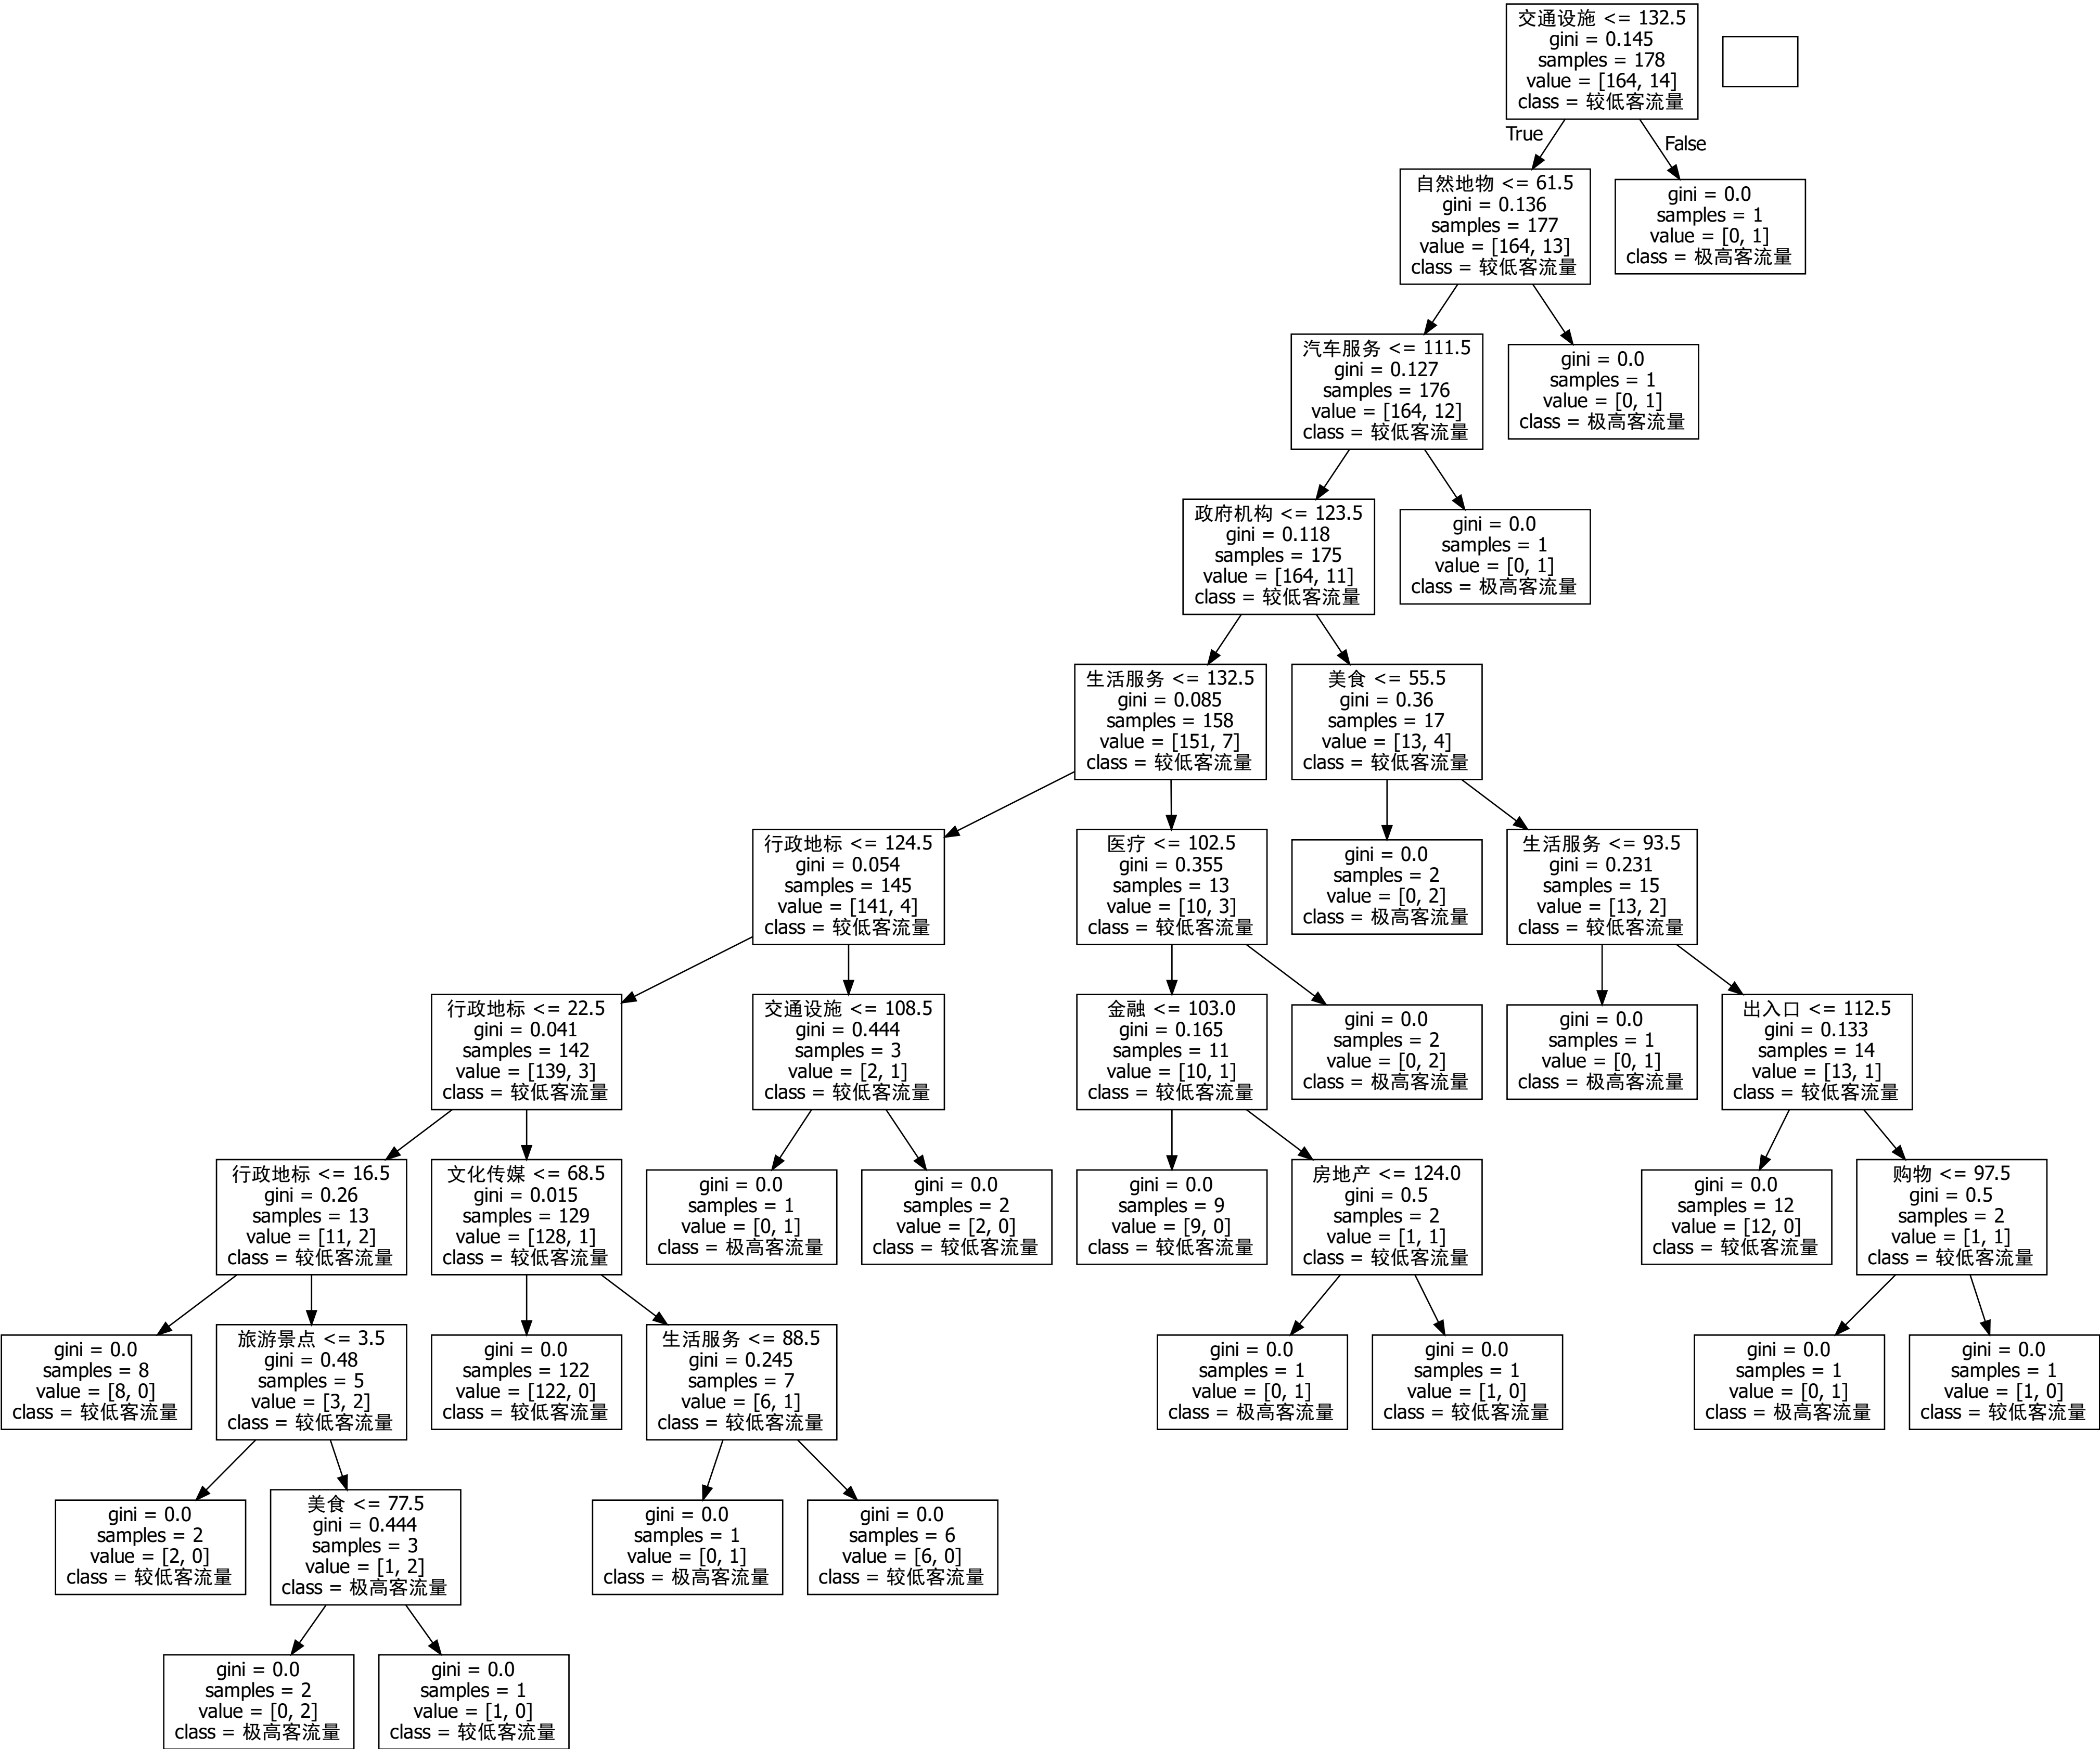 交通设施 <= 132.5
gini = 0.145
samples = 178
value = [164, 14]
class = 较低客流量
True
False
自然地物 <= 61.5
gini = 0.136
samples = 177
value = [164, 13]
class = 较低客流量
gini = 0.0
samples = 1
value = [0, 1]
class = 极高客流量
汽车服务 <= 111.5
gini = 0.127
samples = 176
value = [164, 12]
class = 较低客流量
gini = 0.0
samples = 1
value = [0, 1]
class = 极高客流量
政府机构 <= 123.5
gini = 0.118
samples = 175
value = [164, 11]
class = 较低客流量
gini = 0.0
samples = 1
value = [0, 1]
class = 极高客流量
生活服务 <= 132.5
gini = 0.085
samples = 158
value = [151, 7]
class = 较低客流量
美食 <= 55.5
gini = 0.36
samples = 17
value = [13, 4]
class = 较低客流量
行政地标 <= 124.5
gini = 0.054
samples = 145
value = [141, 4]
class = 较低客流量
医疗 <= 102.5
gini = 0.355
samples = 13
value = [10, 3]
class = 较低客流量
gini = 0.0
samples = 2
value = [0, 2]
class = 极高客流量
生活服务 <= 93.5
gini = 0.231
samples = 15
value = [13, 2]
class = 较低客流量
行政地标 <= 22.5
gini = 0.041
samples = 142
value = [139, 3]
class = 较低客流量
交通设施 <= 108.5
gini = 0.444
samples = 3
value = [2, 1]
class = 较低客流量
金融 <= 103.0
gini = 0.165
samples = 11
value = [10, 1]
class = 较低客流量
gini = 0.0
samples = 2
value = [0, 2]
class = 极高客流量
gini = 0.0
samples = 1
value = [0, 1]
class = 极高客流量
出入口 <= 112.5
gini = 0.133
samples = 14
value = [13, 1]
class = 较低客流量
行政地标 <= 16.5
gini = 0.26
samples = 13
value = [11, 2]
class = 较低客流量
文化传媒 <= 68.5
gini = 0.015
samples = 129
value = [128, 1]
class = 较低客流量
gini = 0.0
samples = 1
value = [0, 1]
class = 极高客流量
gini = 0.0
samples = 2
value = [2, 0]
class = 较低客流量
gini = 0.0
samples = 9
value = [9, 0]
class = 较低客流量
房地产 <= 124.0
gini = 0.5
samples = 2
value = [1, 1]
class = 较低客流量
gini = 0.0
samples = 12
value = [12, 0]
class = 较低客流量
购物 <= 97.5
gini = 0.5
samples = 2
value = [1, 1]
class = 较低客流量
gini = 0.0
samples = 8
value = [8, 0]
class = 较低客流量
旅游景点 <= 3.5
gini = 0.48
samples = 5
value = [3, 2]
class = 较低客流量
gini = 0.0
samples = 122
value = [122, 0]
class = 较低客流量
生活服务 <= 88.5
gini = 0.245
samples = 7
value = [6, 1]
class = 较低客流量
gini = 0.0
samples = 1
value = [0, 1]
class = 极高客流量
gini = 0.0
samples = 1
value = [1, 0]
class = 较低客流量
gini = 0.0
samples = 1
value = [0, 1]
class = 极高客流量
gini = 0.0
samples = 1
value = [1, 0]
class = 较低客流量
gini = 0.0
samples = 2
value = [2, 0]
class = 较低客流量
美食 <= 77.5
gini = 0.444
samples = 3
value = [1, 2]
class = 极高客流量
gini = 0.0
samples = 1
value = [0, 1]
class = 极高客流量
gini = 0.0
samples = 6
value = [6, 0]
class = 较低客流量
gini = 0.0
samples = 2
value = [0, 2]
class = 极高客流量
gini = 0.0
samples = 1
value = [1, 0]
class = 较低客流量